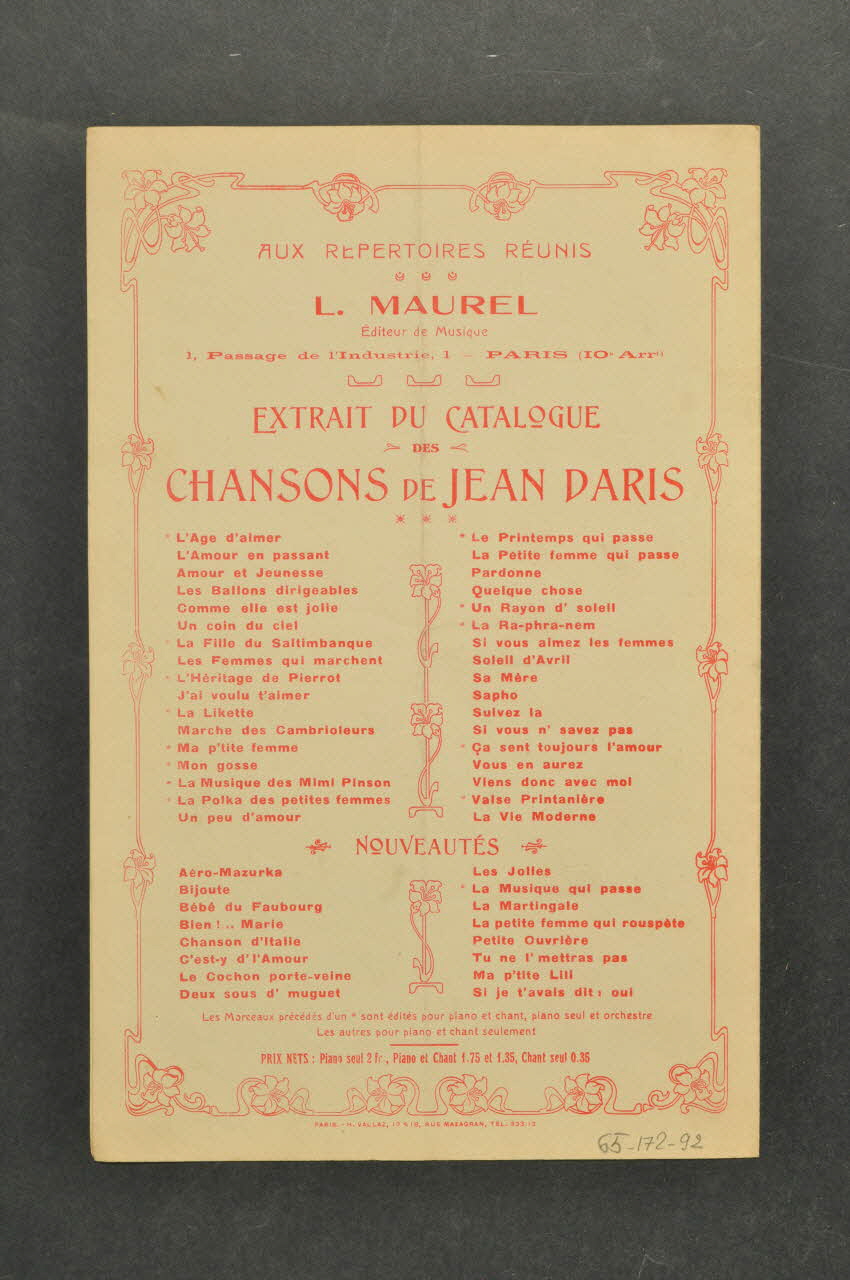 AUX RÉPERTOIRES RÉUNIS
L. MAUREL
Éditeur de Musique
1, Passage de l'Industrie, 1 – PARIS (10e Arrt)
EXTRAIT DU CATALOGUE
DES
CHANSONS DE JEAN DARIS
* L'Age d'aimer
L'Amour en passant
Amour et Jeunesse
Les Ballons dirigeables
Comme elle est jolie
Un coin du ciel
* La Fille du Saltimbanque
Les Femmes qui marchent
* L'Héritage de Pierrot
J'ai voulu t'aimer
* La Likette
Marche des Cambrioleurs
* Ma p'tite femme
* Mon gosse
* La Musique des Mimi Pinson
* La Polka des petites femmes
Un peu d'amour
* Le Printemps qui passe
La Petite femme qui passe
Pardonne
Quelque chose
* Un Rayon d' soleil
* La Ra-phra-nem
Si vous aimez les femmes
Soleil d'Avril
Sa Mère
Sapho
Suivez la
Si vous n' savez pas
* Ça sent toujours l'amour
Vous en aurez
Viens donc avec moi
* Valse Printanière
La Vie Moderne
NOUVEAUTÉS
Aéro-Mazurka
Bijoute
Bébé du Faubourg
Bien ! .. Marie
Chanson d'Italie
C'est-y d' l'Amour
Le Cochon porte-veine
Deux sous d' muguet
Les Jolies
* La Musique qui passe
La Martingale
La petite femme qui rouspète
Petite Ouvrière
Tu ne l' mettras pas
Ma p'tite Lili
Si je t'avais dit : oui
Les Morceaux précédés d'un * sont édités pour piano et chant, piano seul et orchestre
Les autres pour piano et chant seulement
PRIX NETS : Piano seul 2 fr., Piano et Chant 1.75 et 1.35, Chant seul 0.35
PARIS. - H. VALLAZ, RUE MAZAGRAN, TÉL.
65-172-92